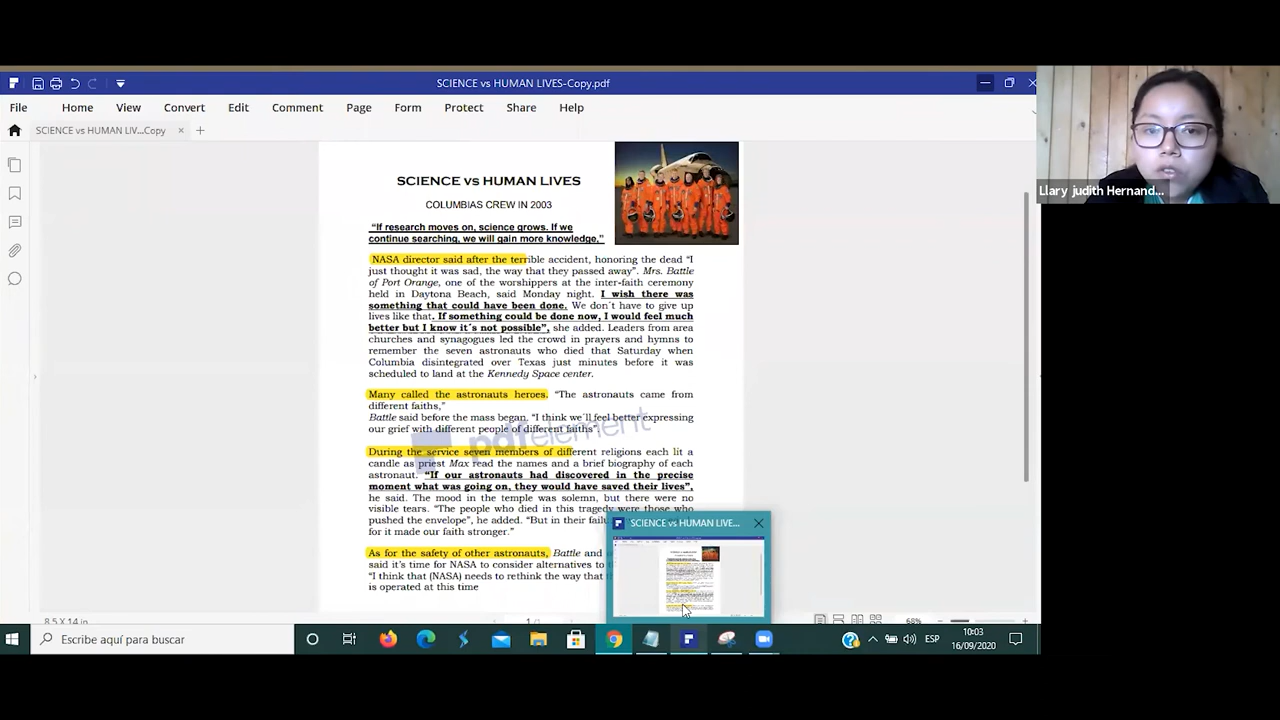 SCIENCE vs HUMAN LIVES-Copy.pdf
File Home View Convert Edit Comment Page Form Protect Share Help
SCIENCE vs HUMAN LIV...Copy
SCIENCE vs HUMAN LIVES
COLUMBIAS CREW IN 2003
"If research moves on, science grows. If we
continue searching, we will gain more knowledge,"
NASA director said after the terrible accident, honoring the dead "I
just thought it was sad, the way that they passed away". Mrs. Battle
of Port Orange, one of the worshippers at the inter-faith ceremony
held in Daytona Beach, said Monday night. I wish there was
something that could have been done. We don´t have to give up
lives like that. If something could be done now, I would feel much
better but I know it´s not possible", she added. Leaders from area
churches and synagogues led the crowd in prayers and hymns to
remember the seven astronauts who died that Saturday when
Columbia disintegrated over Texas just minutes before it was
scheduled to land at the Kennedy Space center.
Many called the astronauts heroes. "The astronauts came from
different faiths,"
Battle said before the mass began. "I think we´ll feel better expressing
our grief with different people of different faiths".
pdfelement
During the service seven members of different religions each lit a
candle as priest Max read the names and a brief biography of each
astronaut. "If our astronauts had discovered in the precise
moment what was going on, they would have saved their lives",
he said. The mood in the temple was solemn, but there were no
visible tears. "The people who died in this tragedy were those who
pushed the envelope", he added. "But in their
for it made our faith stronger."
As for the safety of other astronauts, Battle and
said it's time for NASA to consider alternatives to
"I think that (NASA) needs to rethink the way that
is operated at this time
SCIENCE vs HUMAN LIVE...
8.5 X 14 in.
68%
Escribe aquí para buscar
ESP
10:03
16/09/2020
Llary judith Hernand...